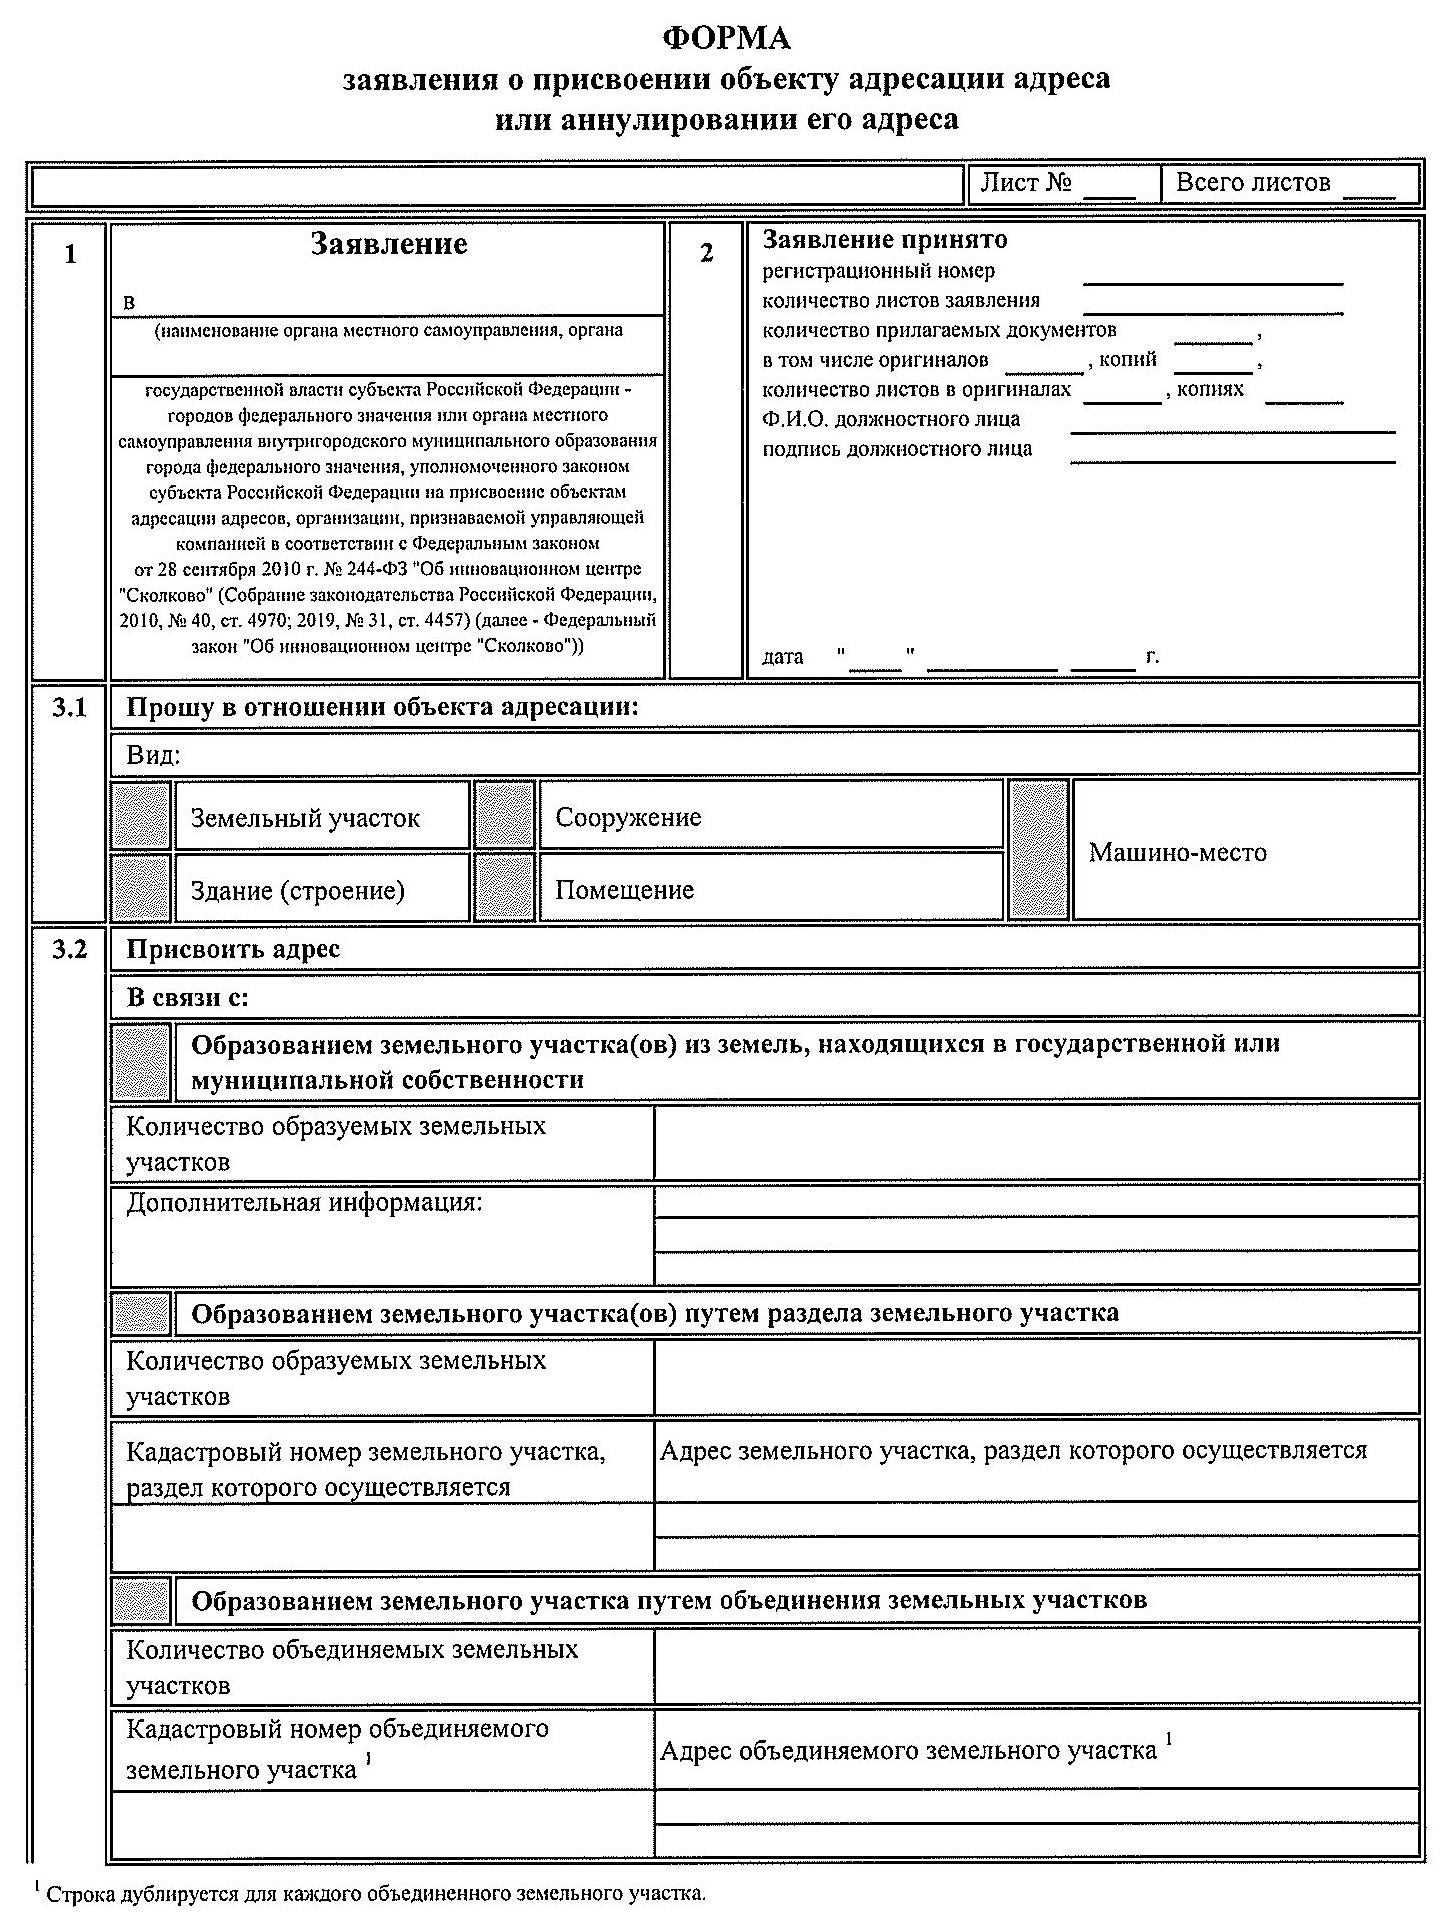 ФОРМА
заявления о присвоении объекту адресации адреса
или аннулировании его адреса
Лист № ____ Всего листов ____
1
Заявление
в
(наименование органа местного самоуправления, органа
государственной власти субъекта Российской Федерации -
городов федерального значения или органа местного
самоуправления внутригородского муниципального образования
города федерального значения, уполномоченного законом
субъекта Российской Федерации на присвоение объектам
адресации адресов, организации, признаваемой управляющей
компанией в соответствии с Федеральным законом
от 28 сентября 2010 г. № 244-ФЗ "Об инновационном центре
"Сколково" (Собрание законодательства Российской Федерации,
2010, № 40, ст. 4970; 2019, № 31, ст. 4457) (далее - Федеральный
закон "Об инновационном центре "Сколково"))
2
Заявление принято
регистрационный номер
количество листов заявления
количество прилагаемых документов ____,
в том числе оригиналов ____, копий ____,
количество листов в оригиналах ____, копиях ____
Ф.И.О. должностного лица
подпись должностного лица
дата "____" ________ ____ г.
3.1
Прошу в отношении объекта адресации:
Вид:
Земельный участок
Сооружение
Машино-место
Здание (строение)
Помещение
3.2
Присвоить адрес
В связи с:
Образованием земельного участка(ов) из земель, находящихся в государственной или
муниципальной собственности
Количество образуемых земельных
участков
Дополнительная информация:
Образованием земельного участка(ов) путем раздела земельного участка
Количество образуемых земельных
участков
Кадастровый номер земельного участка,
раздел которого осуществляется
Адрес земельного участка, раздел которого осуществляется
Образованием земельного участка путем объединения земельных участков
Количество объединяемых земельных
участков
Кадастровый номер объединяемого
земельного участка 1
Адрес объединяемого земельного участка 1
1 Строка дублируется для каждого объединенного земельного участка.